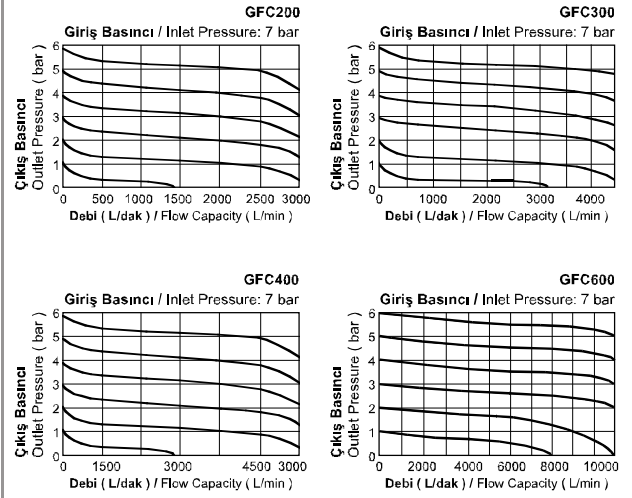 GFC200
Giriş Basıncı / Inlet Pressure: 7 bar
Çıkış Basıncı
Outlet Pressure ( bar )
6
5
4
3
2
1
0
0 500 1000 1500 2000 2500 3000
Debi ( L/dak ) / Flow Capacity ( L/min )
GFC300
Giriş Basıncı / Inlet Pressure: 7 bar
Çıkış Basıncı
Outlet Pressure ( bar )
6
5
4
3
2
1
0
0 1000 2000 3000 4000
Debi ( L/dak ) / Flow Capacity ( L/min )
GFC400
Giriş Basıncı / Inlet Pressure: 7 bar
Çıkış Basıncı
Outlet Pressure ( bar )
6
5
4
3
2
1
0
0 1500 3000 4500 3000
Debi ( L/dak ) / Flow Capacity ( L/min )
GFC600
Giriş Basıncı / Inlet Pressure: 7 bar
Çıkış Basıncı
Outlet Pressure ( bar )
6
5
4
3
2
1
0
0 2000 4000 6000 8000 10000
Debi ( L/dak ) / Flow Capacity ( L/min )